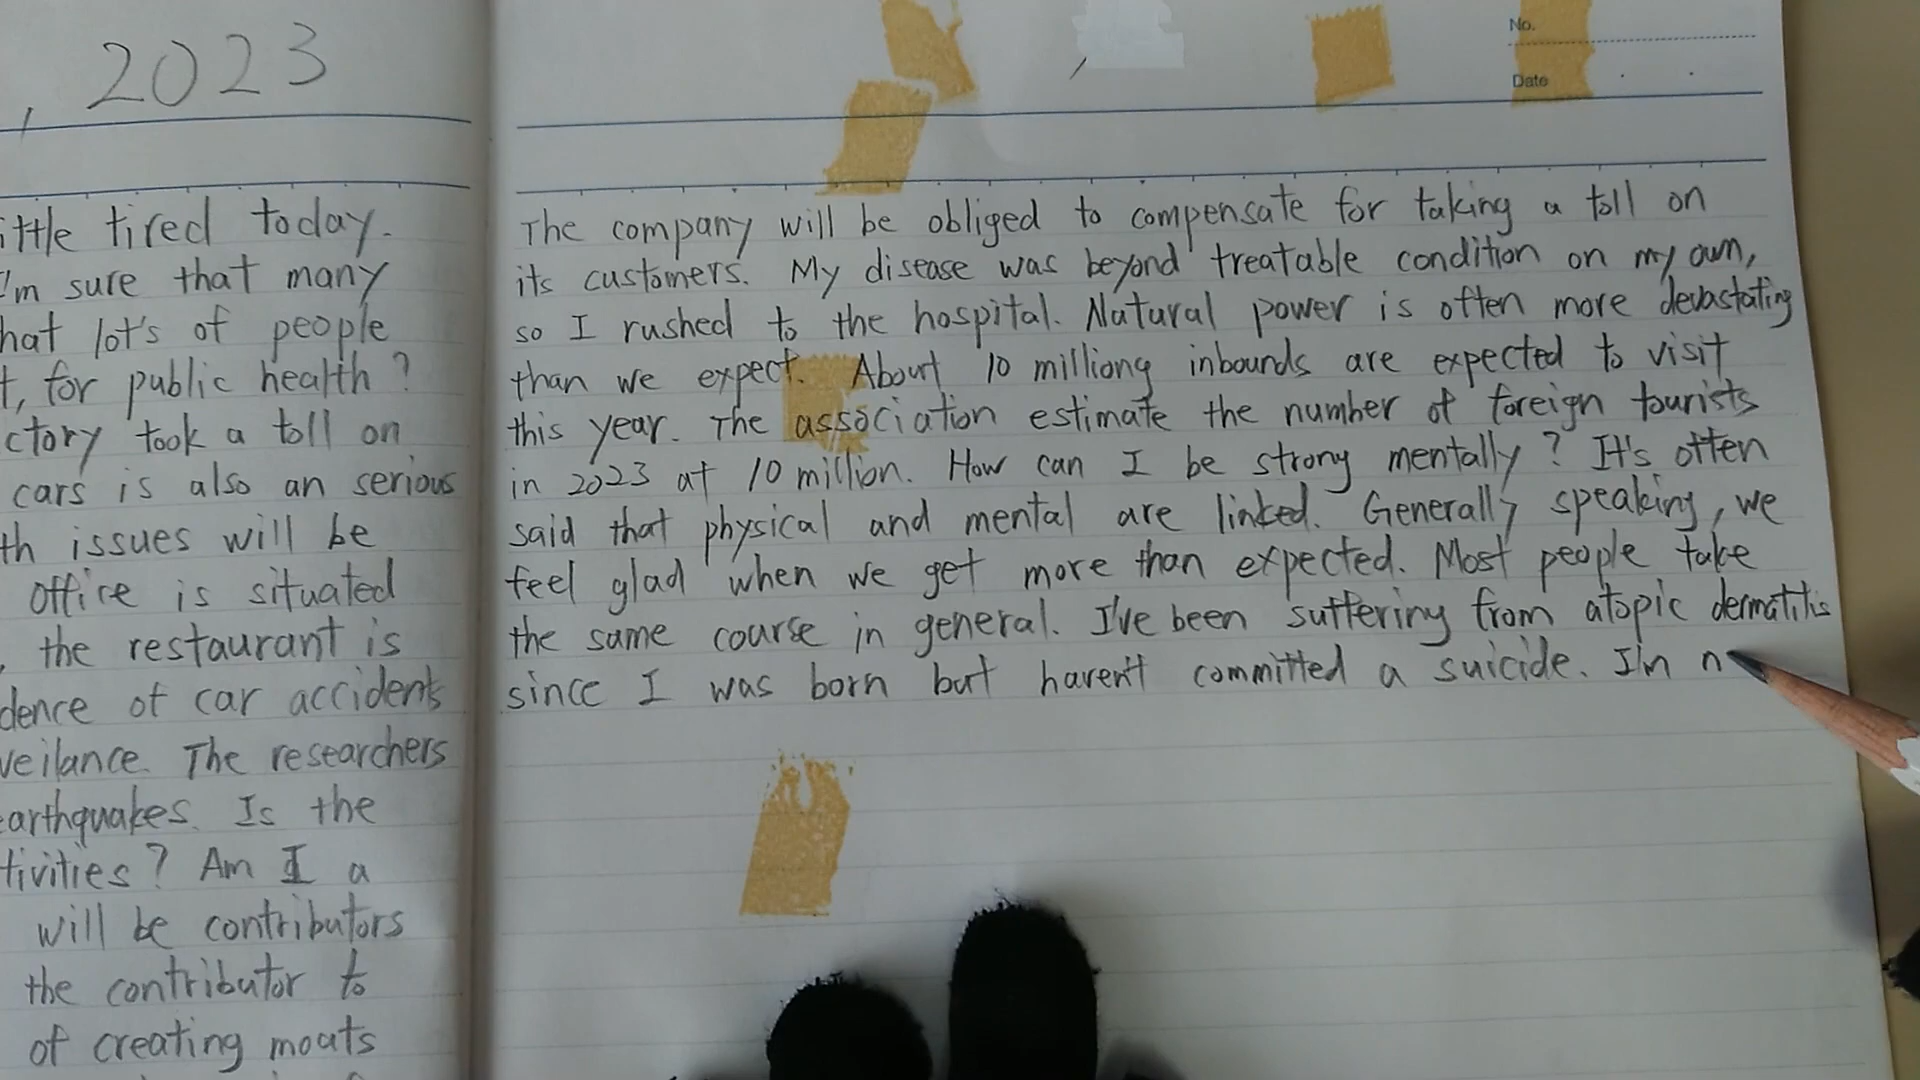 , 2023
ittle tired today.
I'm sure that many
hat lot's of people
t, for public health?
ctory took a toll on
cars is also an serious
th issues will be
office is situated
, the restaurant is
dence of car accidents
veilance. The researchers
earthquakes. Is the
tivities? Am I a
will be contributors
the contributor to
of creating moats
No.
Date
,
The company will be obliged to compensate for taking a toll on
its customers. My disease was beyond treatable condition on my own,
so I rushed to the hospital. Natural power is often more devastating
than we expect. About 10 milliong inbounds are expected to visit
this year. The association estimate the number of foreign tourists
in 2023 at 10 million. How can I be strong mentally? It's often
said that physical and mental are linked. Generally speaking, we
feel glad when we get more than expected. Most people take
the same course in general. I've been suffering from atopic dermatitis
since I was born but haven't committed a suicide. I'm n